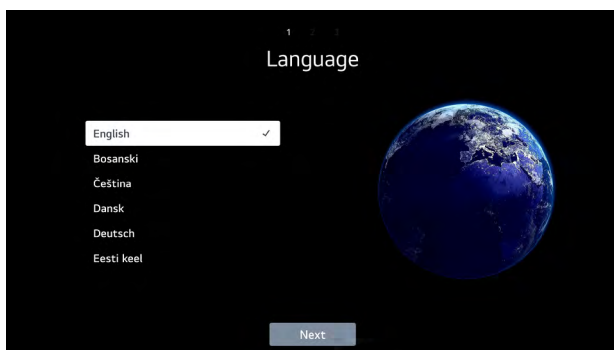 1 2 3
Language
English
Bosanski
Čeština
Dansk
Deutsch
Eesti keel
Next